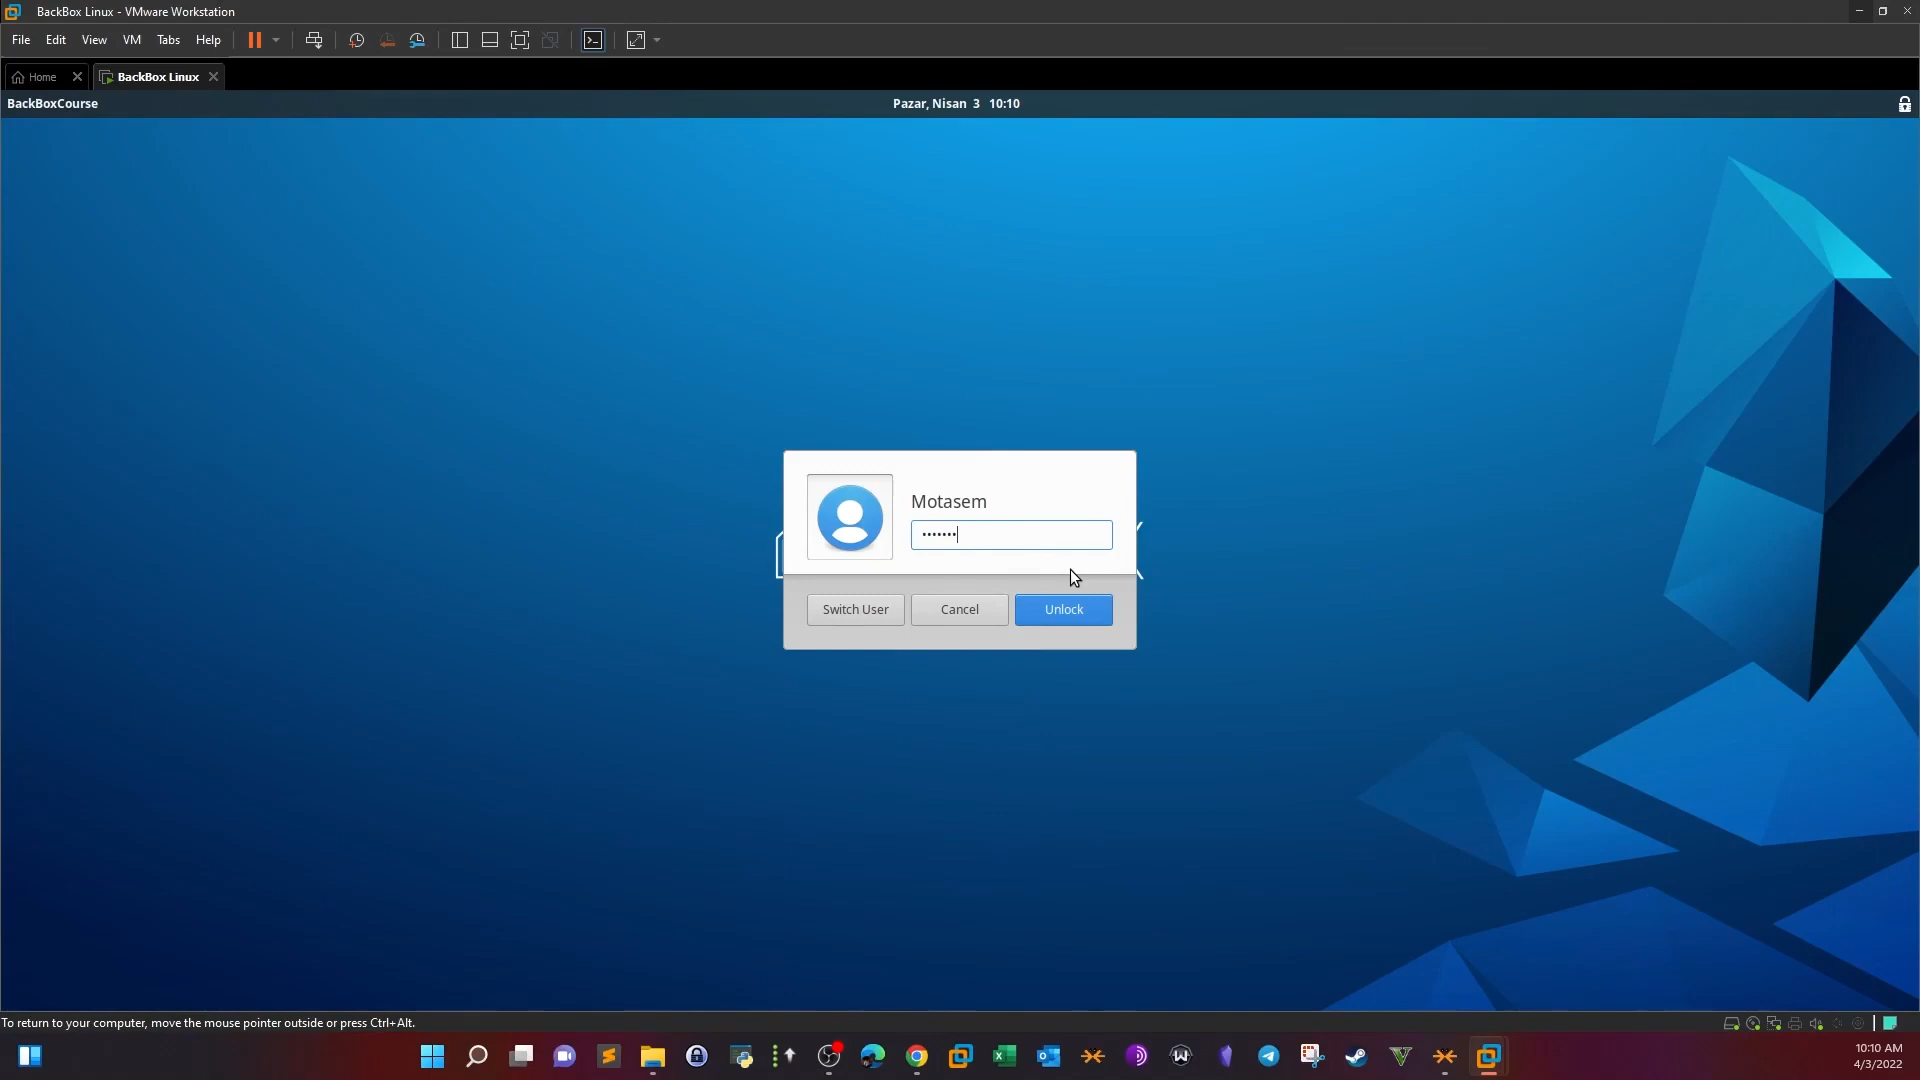 BackBox Linux - VMware Workstation
File Edit View VM Tabs Help
Home
BackBox Linux
BackBoxCourse
Pazar, Nisan 3 10:10
Motasem
•••••••
Switch User
Cancel
Unlock
To return to your computer, move the mouse pointer outside or press Ctrl+Alt.
10:10 AM
4/3/2022